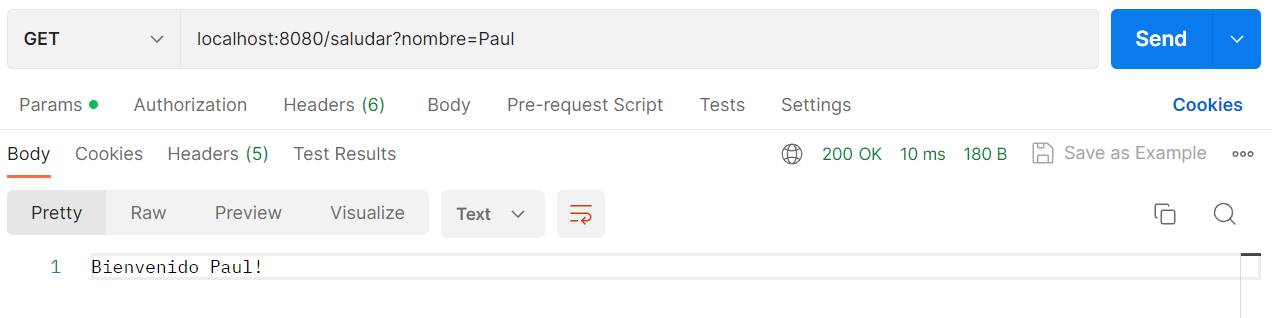 GET localhost:8080/saludar?nombre=Paul Send
Params Authorization Headers (6) Body Pre-request Script Tests Settings Cookies
Body Cookies Headers (5) Test Results 200 OK 10 ms 180 B Save as Example
Pretty Raw Preview Visualize Text
1 Bienvenido Paul!